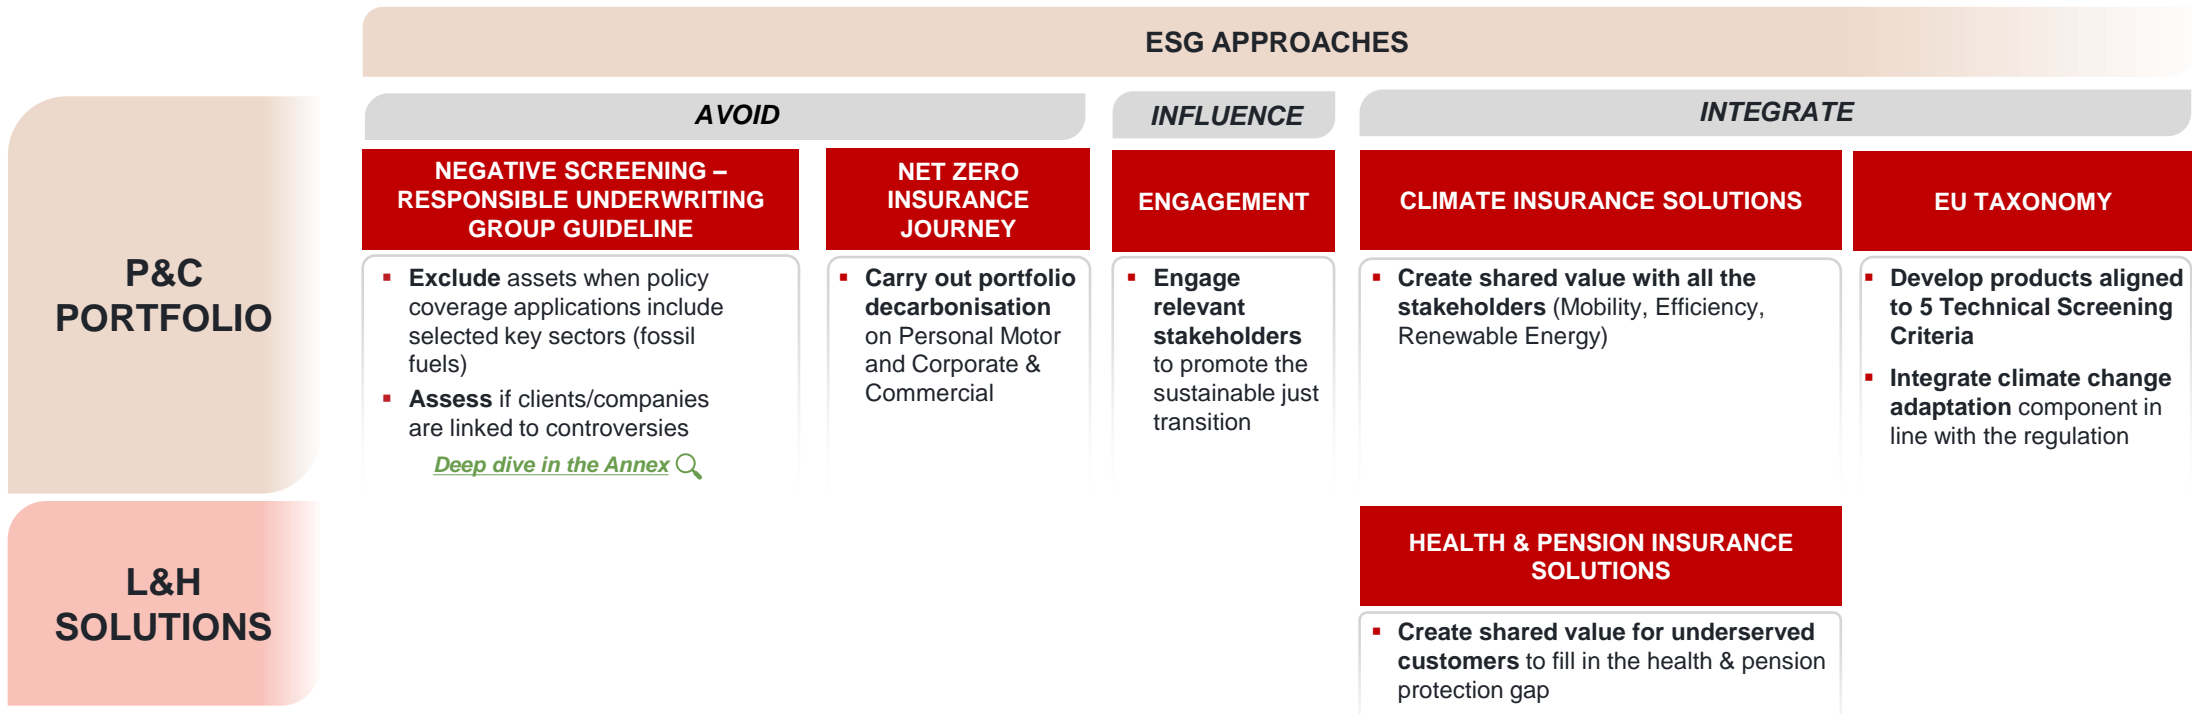 ESG APPROACHES
AVOID
INFLUENCE
INTEGRATE
P&C
PORTFOLIO
NEGATIVE SCREENING –
RESPONSIBLE UNDERWRITING
GROUP GUIDELINE
▪ Exclude assets when policy
coverage applications include
selected key sectors (fossil
fuels)
▪ Assess if clients/companies
are linked to controversies
Deep dive in the Annex
NET ZERO
INSURANCE
JOURNEY
▪ Carry out portfolio
decarbonisation
on Personal Motor
and Corporate &
Commercial
ENGAGEMENT
▪ Engage
relevant
stakeholders
to promote the
sustainable just
transition
CLIMATE INSURANCE SOLUTIONS
▪ Create shared value with all the
stakeholders (Mobility, Efficiency,
Renewable Energy)
EU TAXONOMY
▪ Develop products aligned
to 5 Technical Screening
Criteria
▪ Integrate climate change
adaptation component in
line with the regulation
L&H
SOLUTIONS
HEALTH & PENSION INSURANCE
SOLUTIONS
▪ Create shared value for underserved
customers to fill in the health & pension
protection gap